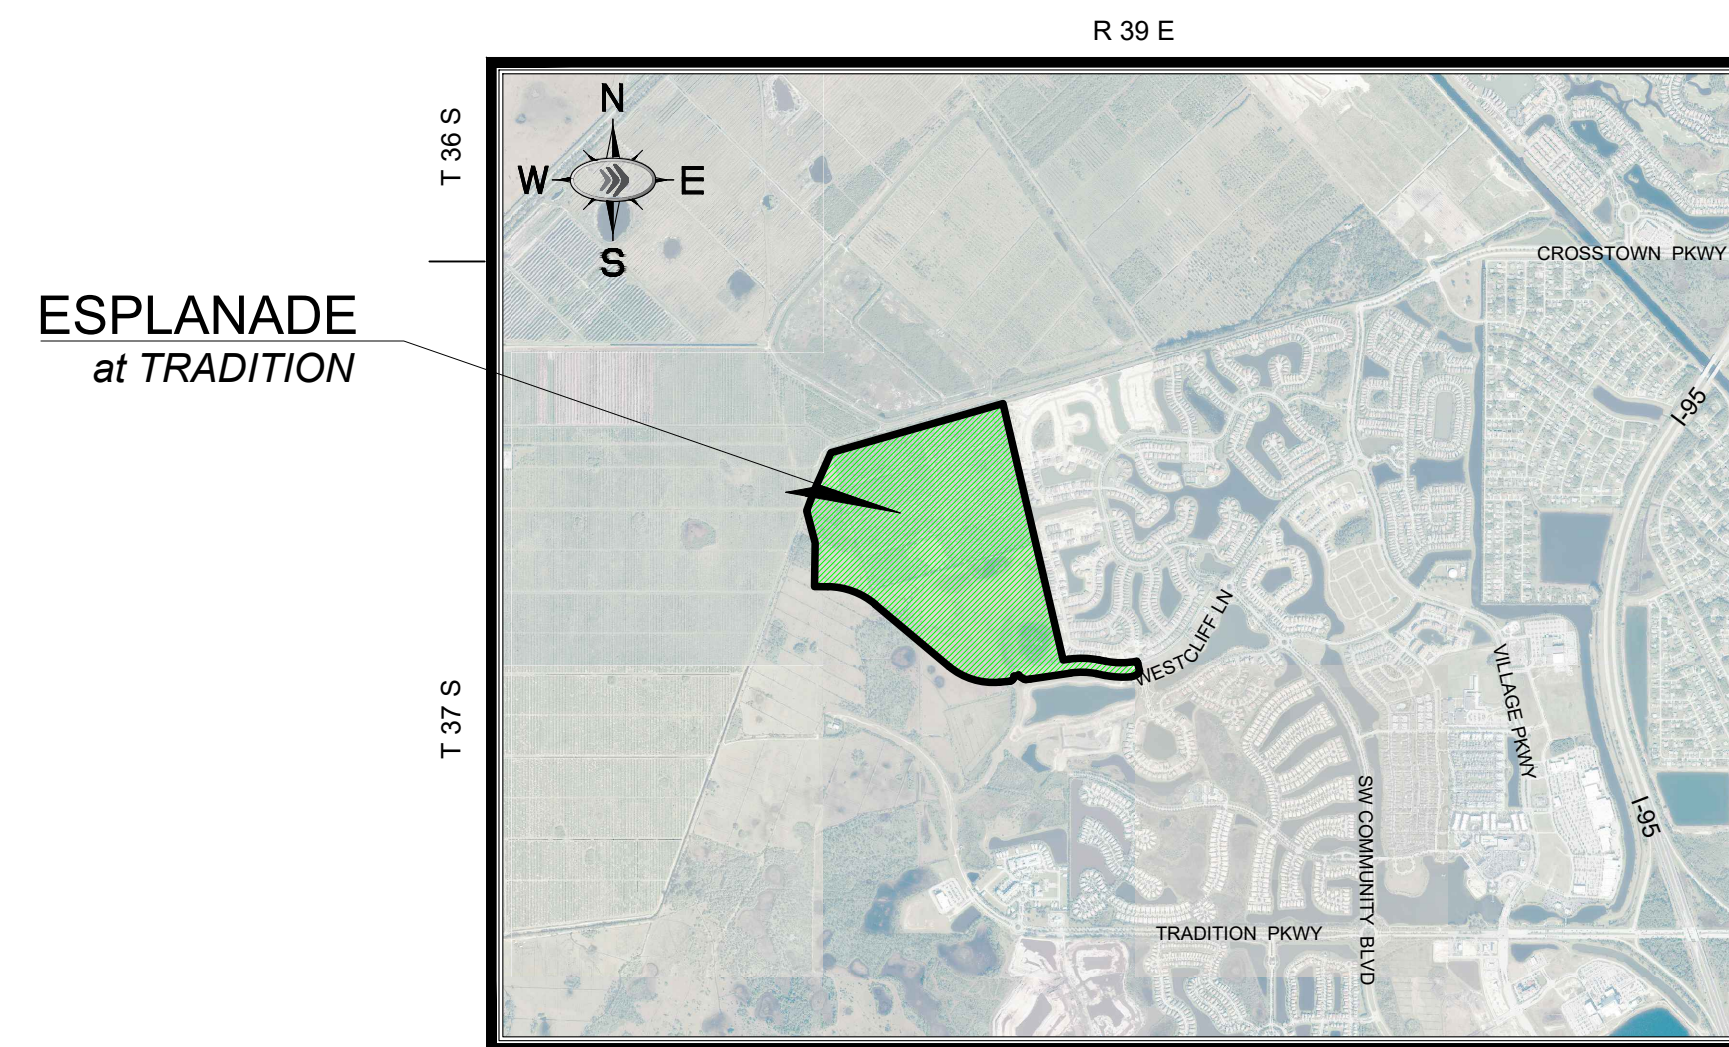 R 39 E
T 36 S
N
W E
S
CROSSTOWN PKWY
ESPLANADE
at TRADITION
I-95
WESTCLIFF LN
VILLAGE PKWY
T 37 S
I-95
SW COMMUNITY BLVD
TRADITION PKWY